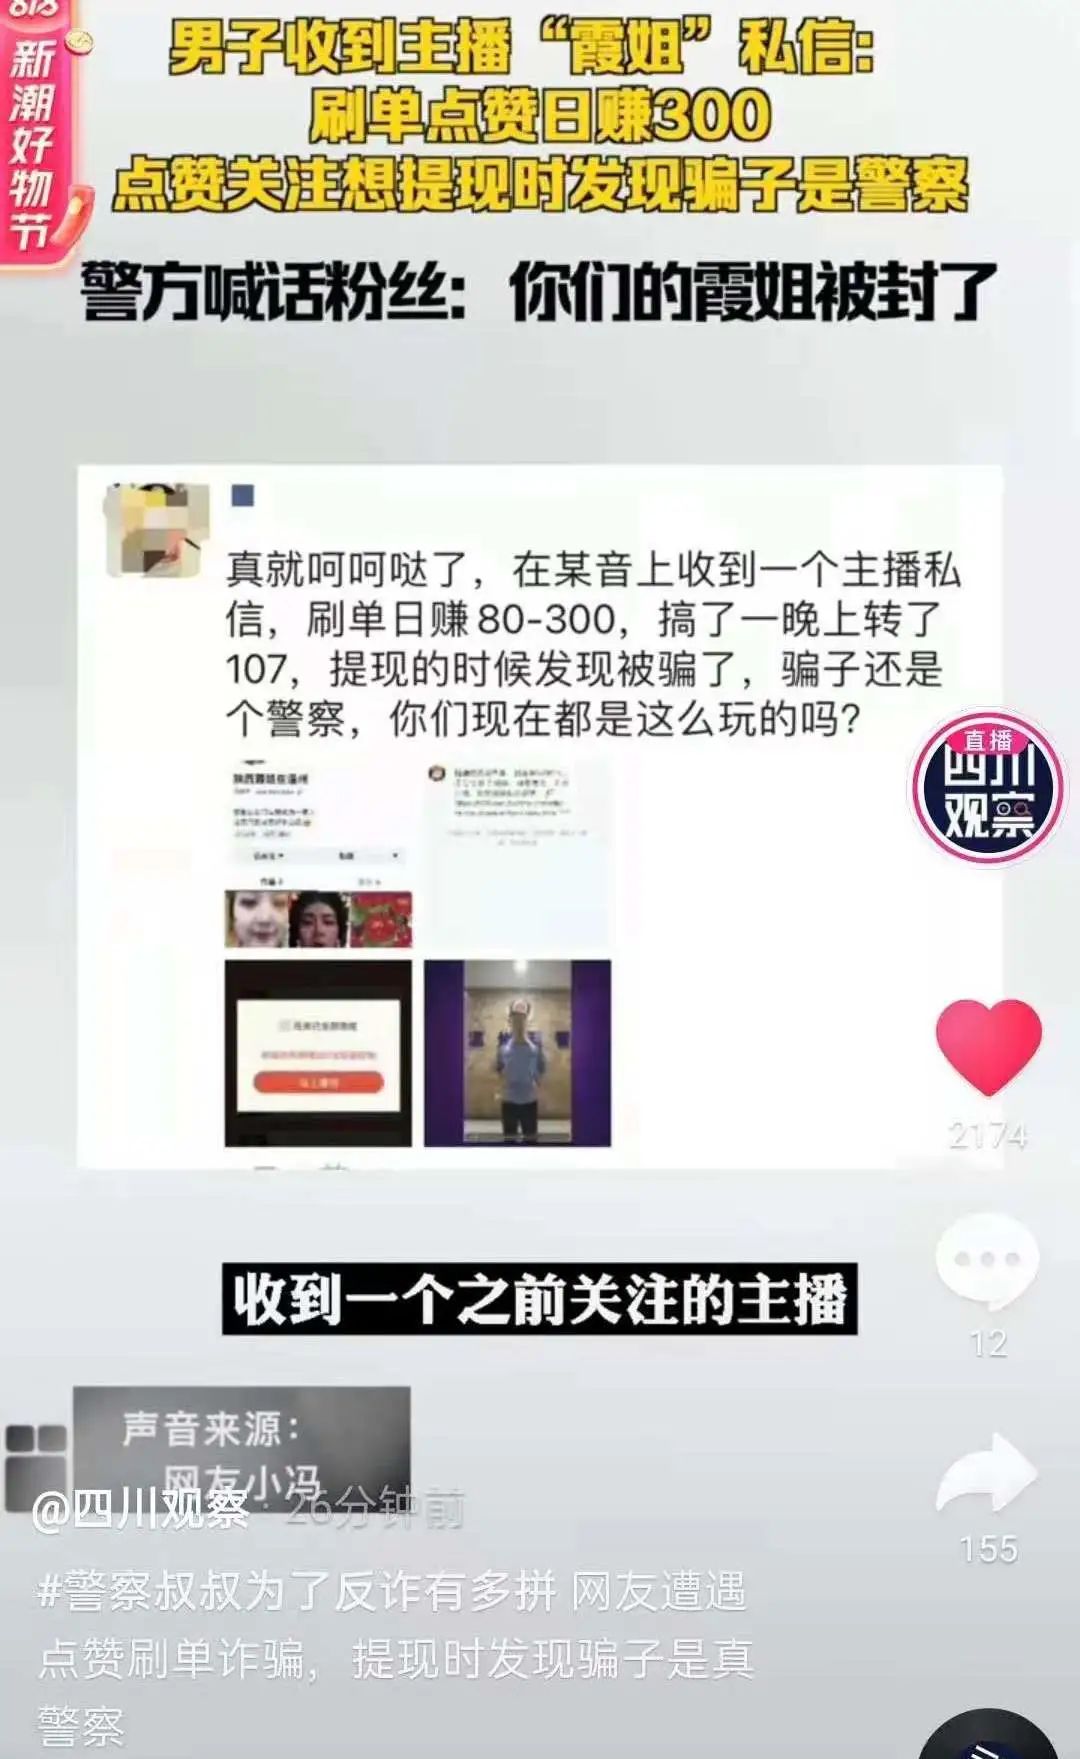 818
新潮好物节
男子收到主播“霞姐”私信:
刷单点赞日赚300
点赞关注想提现时发现骗子是警察
警方喊话粉丝：你们的霞姐被封了
真就呵呵哒了，在某音上收到一个主播私
信，刷单日赚80-300，搞了一晚上转了
107，提现的时候发现被骗了，骗子还是
个警察，你们现在都是这么玩的吗？
直播
四川
观察
2174
收到一个之前关注的主播
12
声音来源：
网友小冯
@四川观察 · 26分钟前
155
#警察叔叔为了反诈有多拼 网友遭遇
点赞刷单诈骗，提现时发现骗子是真
警察